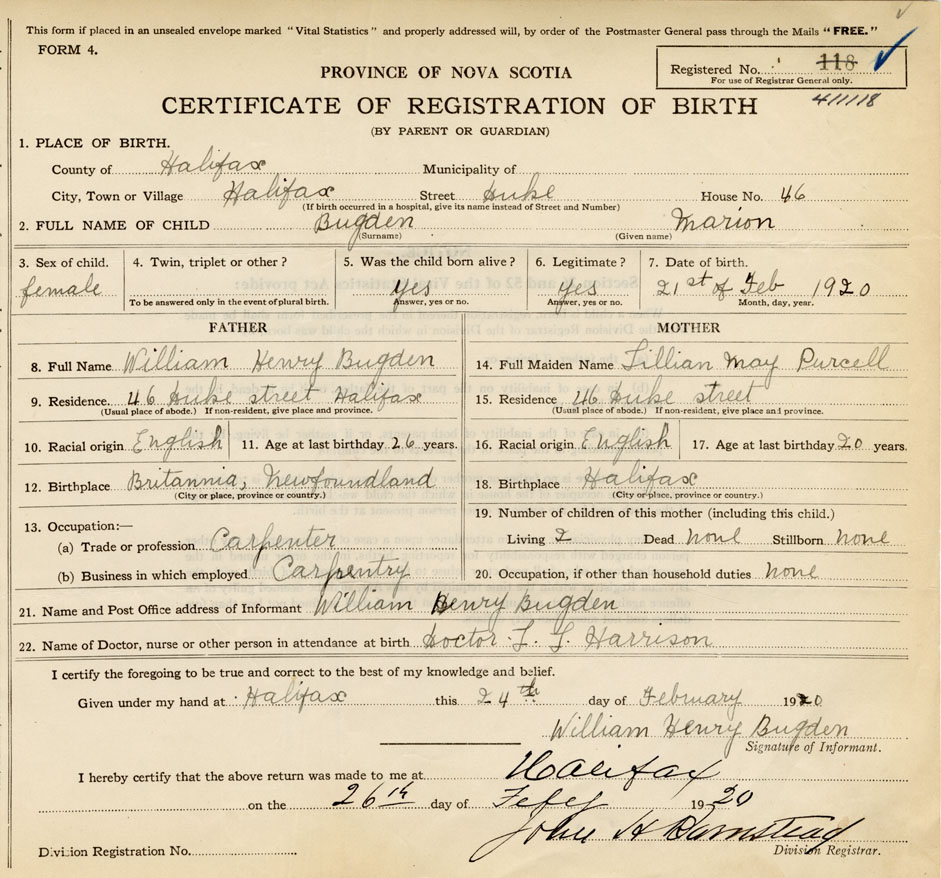 This form if placed in an unsealed envelope marked "Vital Statistics" and properly addressed will, by order of the Postmaster General pass through the Mails "FREE."
FORM 4.
Registered No. 118
For use of Registrar General only.
PROVINCE OF NOVA SCOTIA
4/11/18
CERTIFICATE OF REGISTRATION OF BIRTH
(BY PARENT OR GUARDIAN)
1. PLACE OF BIRTH.
County of Halifax Municipality of
City, Town or Village Halifax Street Duke House No. 46
(If birth occurred in a hospital, give its name instead of Street and Number)
2. FULL NAME OF CHILD Bugden Marion
(Surname) (Given name)
3. Sex of child. 4. Twin, triplet or other? 5. Was the child born alive? 6. Legitimate? 7. Date of birth.
female Yes Yes 21st of Feb 1920
To be answered only in the event of plural birth. Answer, yes or no. Answer, yes or no. Month, day, year.
FATHER MOTHER
8. Full Name William Henry Bugden 14. Full Maiden Name Lillian May Purcell
9. Residence. 46 Duke street Halifax 15. Residence 46 Duke street
(Usual place of abode.) If non-resident, give place and province. (Usual place of abode.) If non-resident, give place and province.
10. Racial origin English 11. Age at last birthday 26 years. 16. Racial origin English 17. Age at last birthday 20 years.
12. Birthplace Britannia, Newfoundland 18. Birthplace Halifax
(City or place, province or country.) (City or place, province or country.)
13. Occupation:— 19. Number of children of this mother (including this child.)
(a) Trade or profession Carpenter Living 2 Dead None Stillborn None
(b) Business in which employed Carpentry 20. Occupation, if other than household duties None
21. Name and Post Office address of Informant William Henry Bugden
22. Name of Doctor, nurse or other person in attendance at birth Doctor Harrison
I certify the foregoing to be true and correct to the best of my knowledge and belief.
Given under my hand at Halifax this 24th day of February 1920
William Henry Bugden
Signature of Informant.
I hereby certify that the above return was made to me at Halifax
on the 26th day of Feby 1920
John H Barnstead
Division Registrar.
Division Registration No.